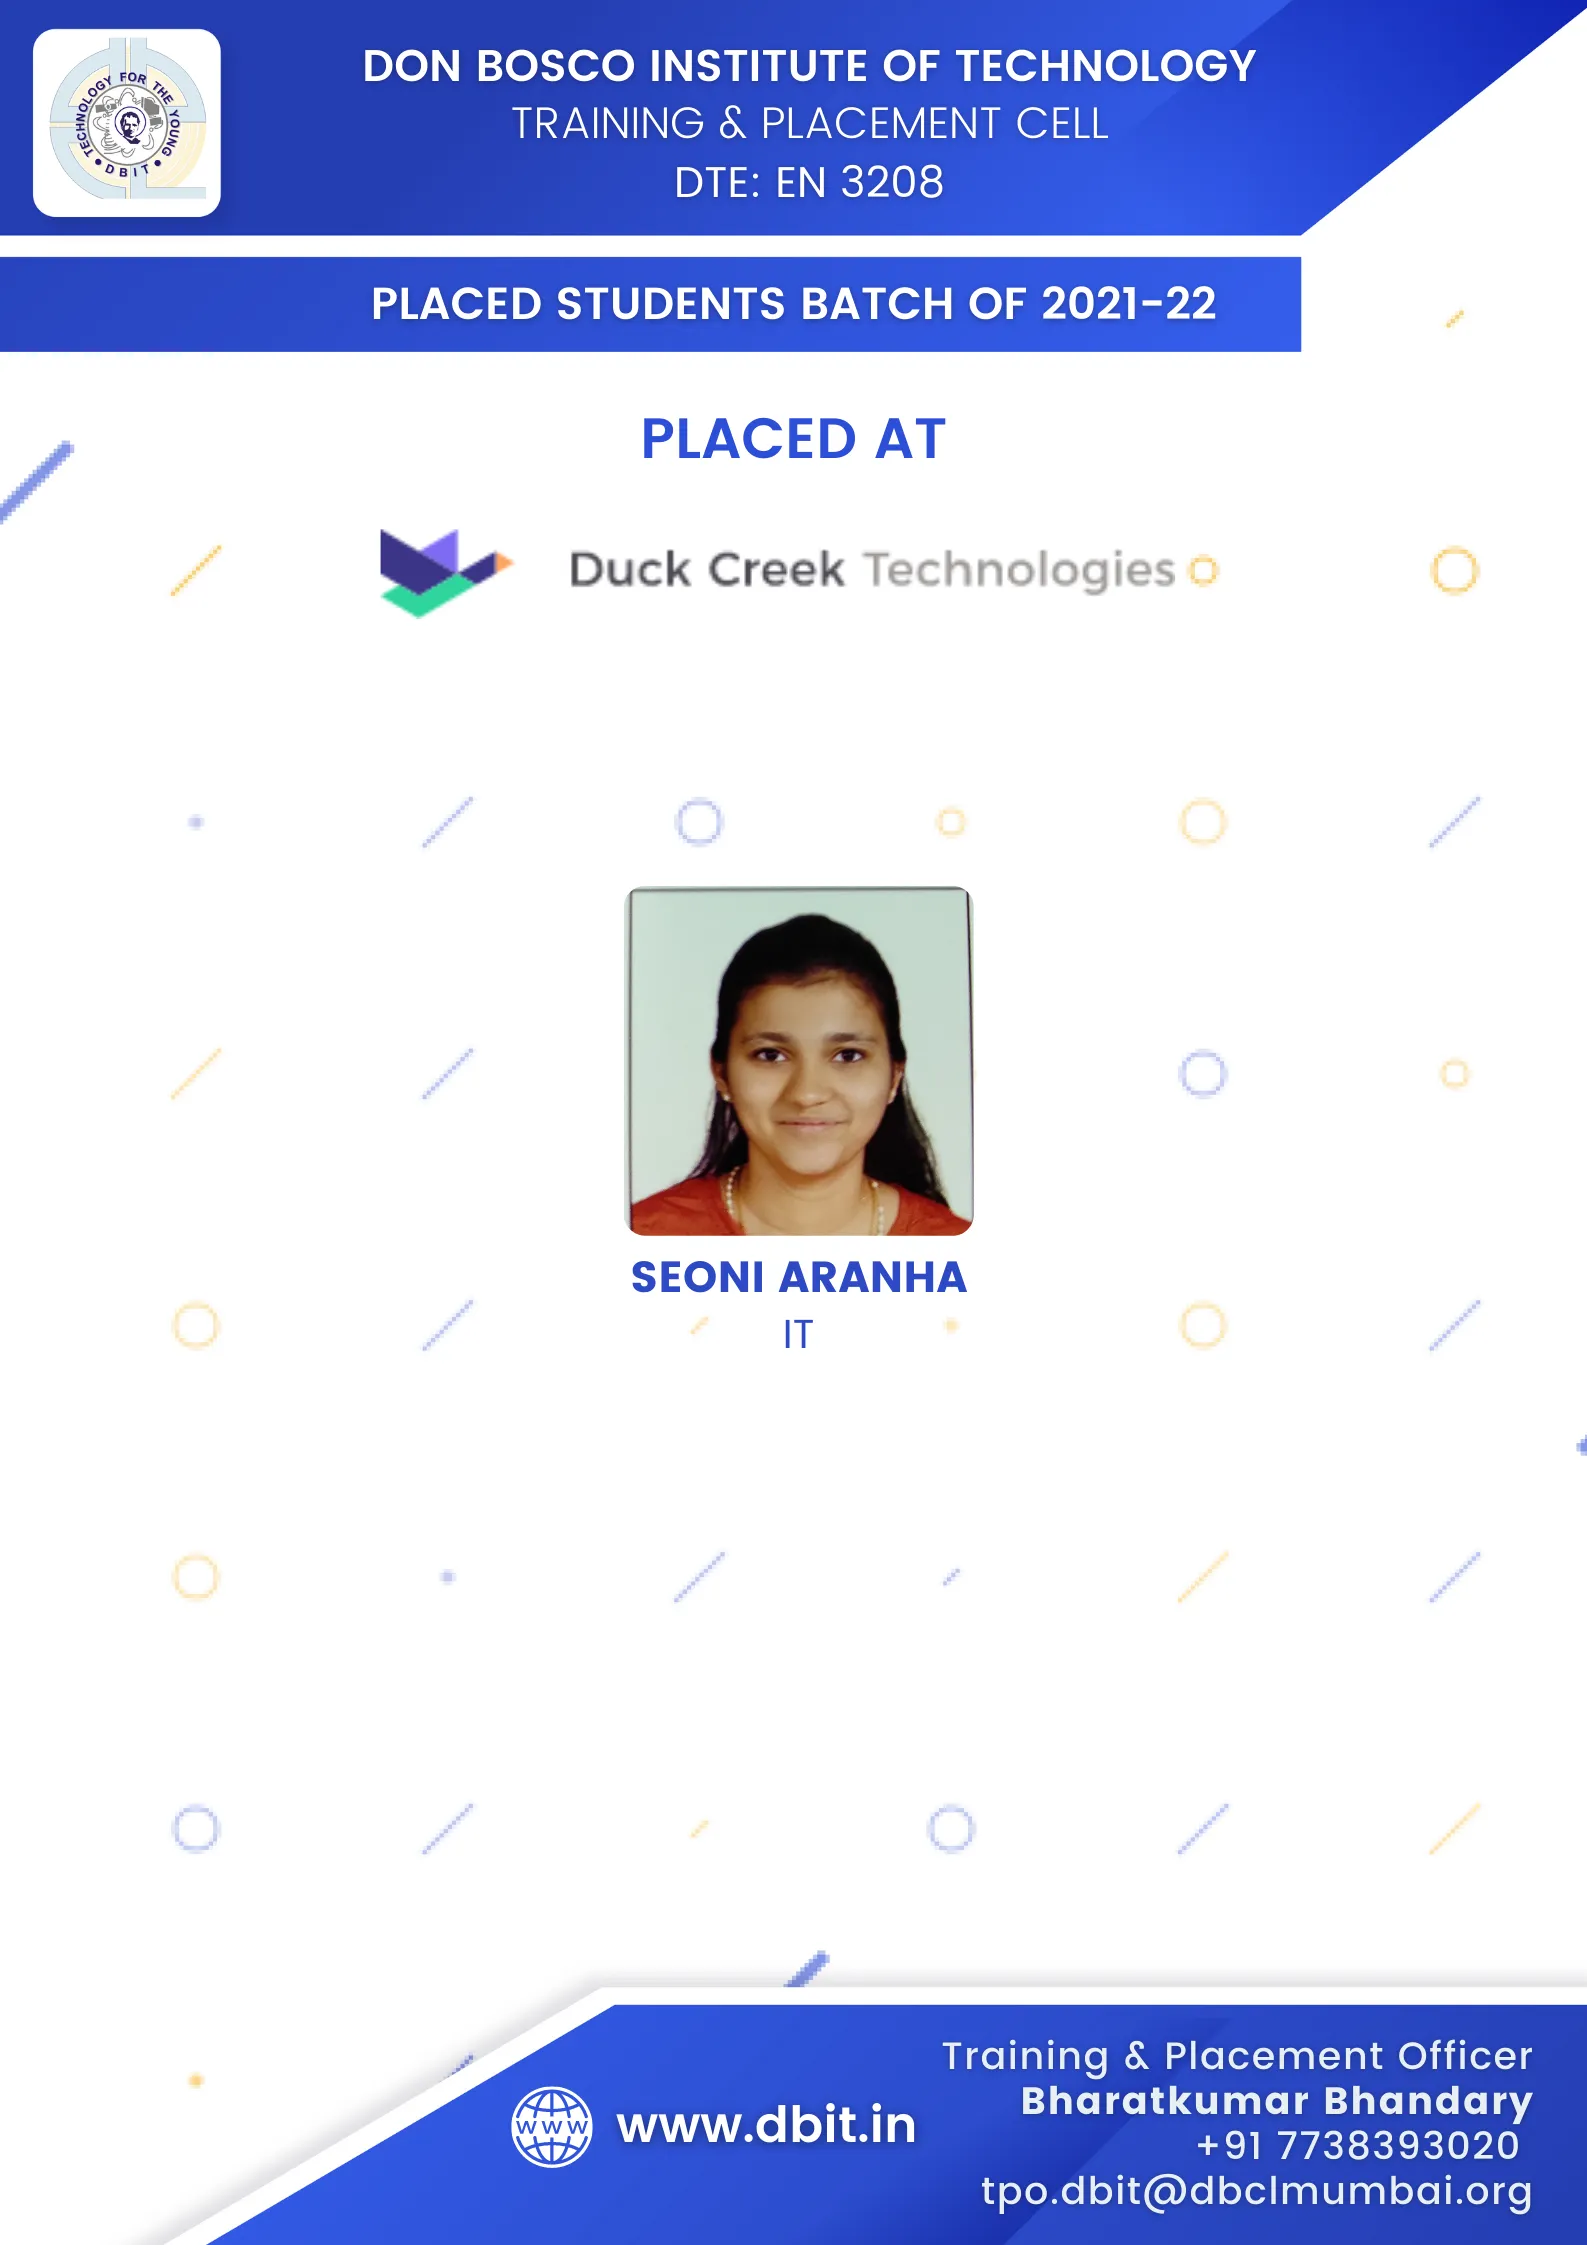 TECHNOLOGY FOR THE YOUNG
• DBIT •
DON BOSCO INSTITUTE OF TECHNOLOGY
TRAINING & PLACEMENT CELL
DTE: EN 3208
PLACED STUDENTS BATCH OF 2021-22
PLACED AT
Duck Creek Technologies
SEONI ARANHA
IT
Training & Placement Officer
Bharatkumar Bhandary
+91 7738393020
tpo.dbit@dbclmumbai.org
WWW
www.dbit.in